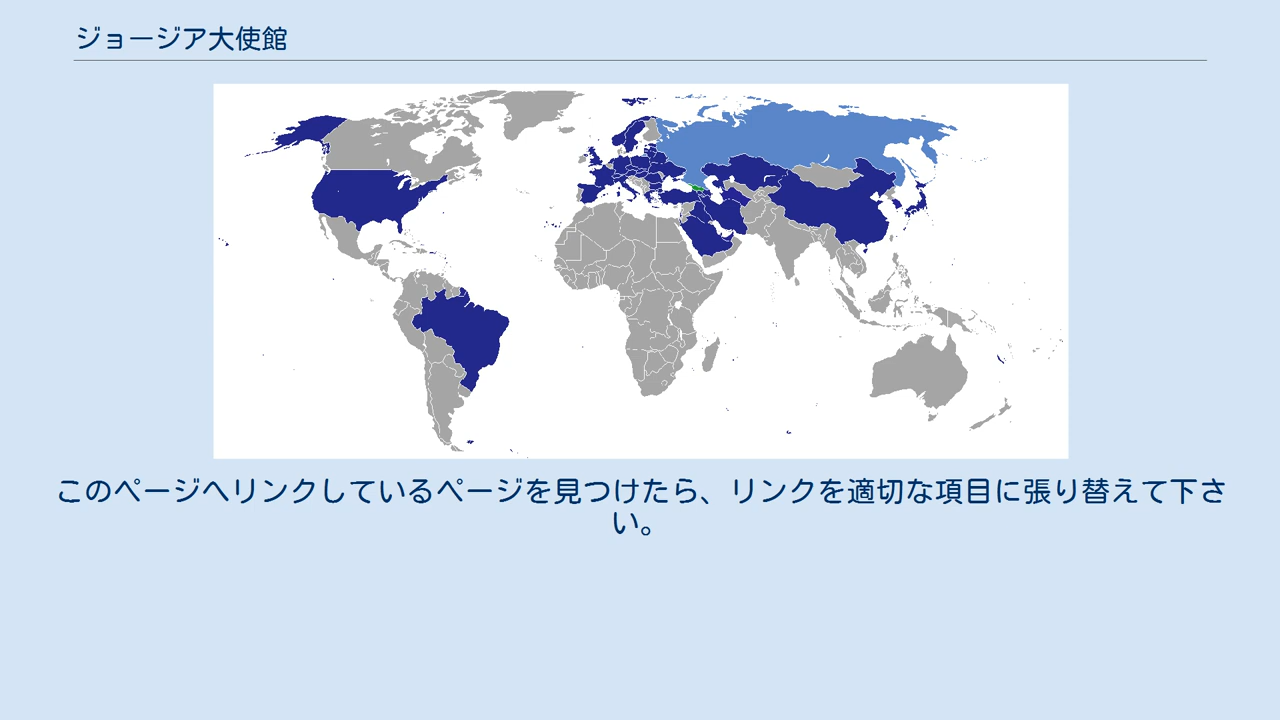 ジョージア大使館
このページへリンクしているページを見つけたら、リンクを適切な項目に張り替えて下さ
い。